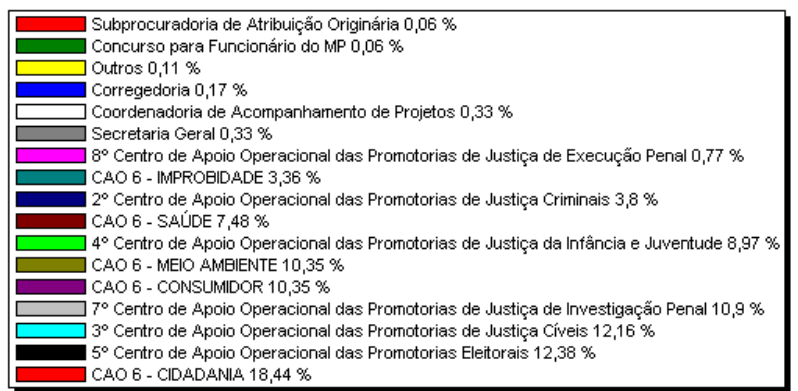 Subprocuradoria de Atribuição Originária 0,06 %
Concurso para Funcionário do MP 0,06 %
Outros 0,11 %
Corregedoria 0,17 %
Coordenadoria de Acompanhamento de Projetos 0,33 %
Secretaria Geral 0,33 %
8º Centro de Apoio Operacional das Promotorias de Justiça de Execução Penal 0,77 %
CAO 6 - IMPROBIDADE 3,36 %
2º Centro de Apoio Operacional das Promotorias de Justiça Criminais 3,8 %
CAO 6 - SAÚDE 7,48 %
4º Centro de Apoio Operacional das Promotorias de Justiça da Infância e Juventude 8,97 %
CAO 6 - MEIO AMBIENTE 10,35 %
CAO 6 - CONSUMIDOR 10,35 %
7º Centro de Apoio Operacional das Promotorias de Justiça de Investigação Penal 10,9 %
3º Centro de Apoio Operacional das Promotorias de Justiça Cíveis 12,16 %
5º Centro de Apoio Operacional das Promotorias Eleitorais 12,38 %
CAO 6 - CIDADANIA 18,44 %